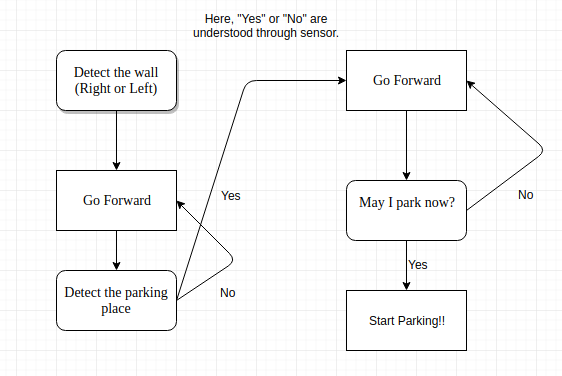 Here, "Yes" or "No" are
understood through sensor.
Detect the wall
(Right or Left)
Go Forward
Detect the parking
place
Yes
No
Go Forward
May I park now?
No
Yes
Start Parking!!